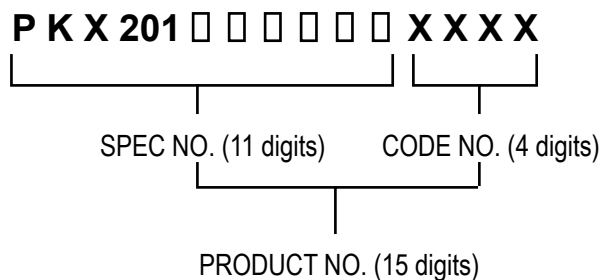 P K X 201 □ □ □ □ □ □ X X X X
SPEC NO. (11 digits) CODE NO. (4 digits)
PRODUCT NO. (15 digits)